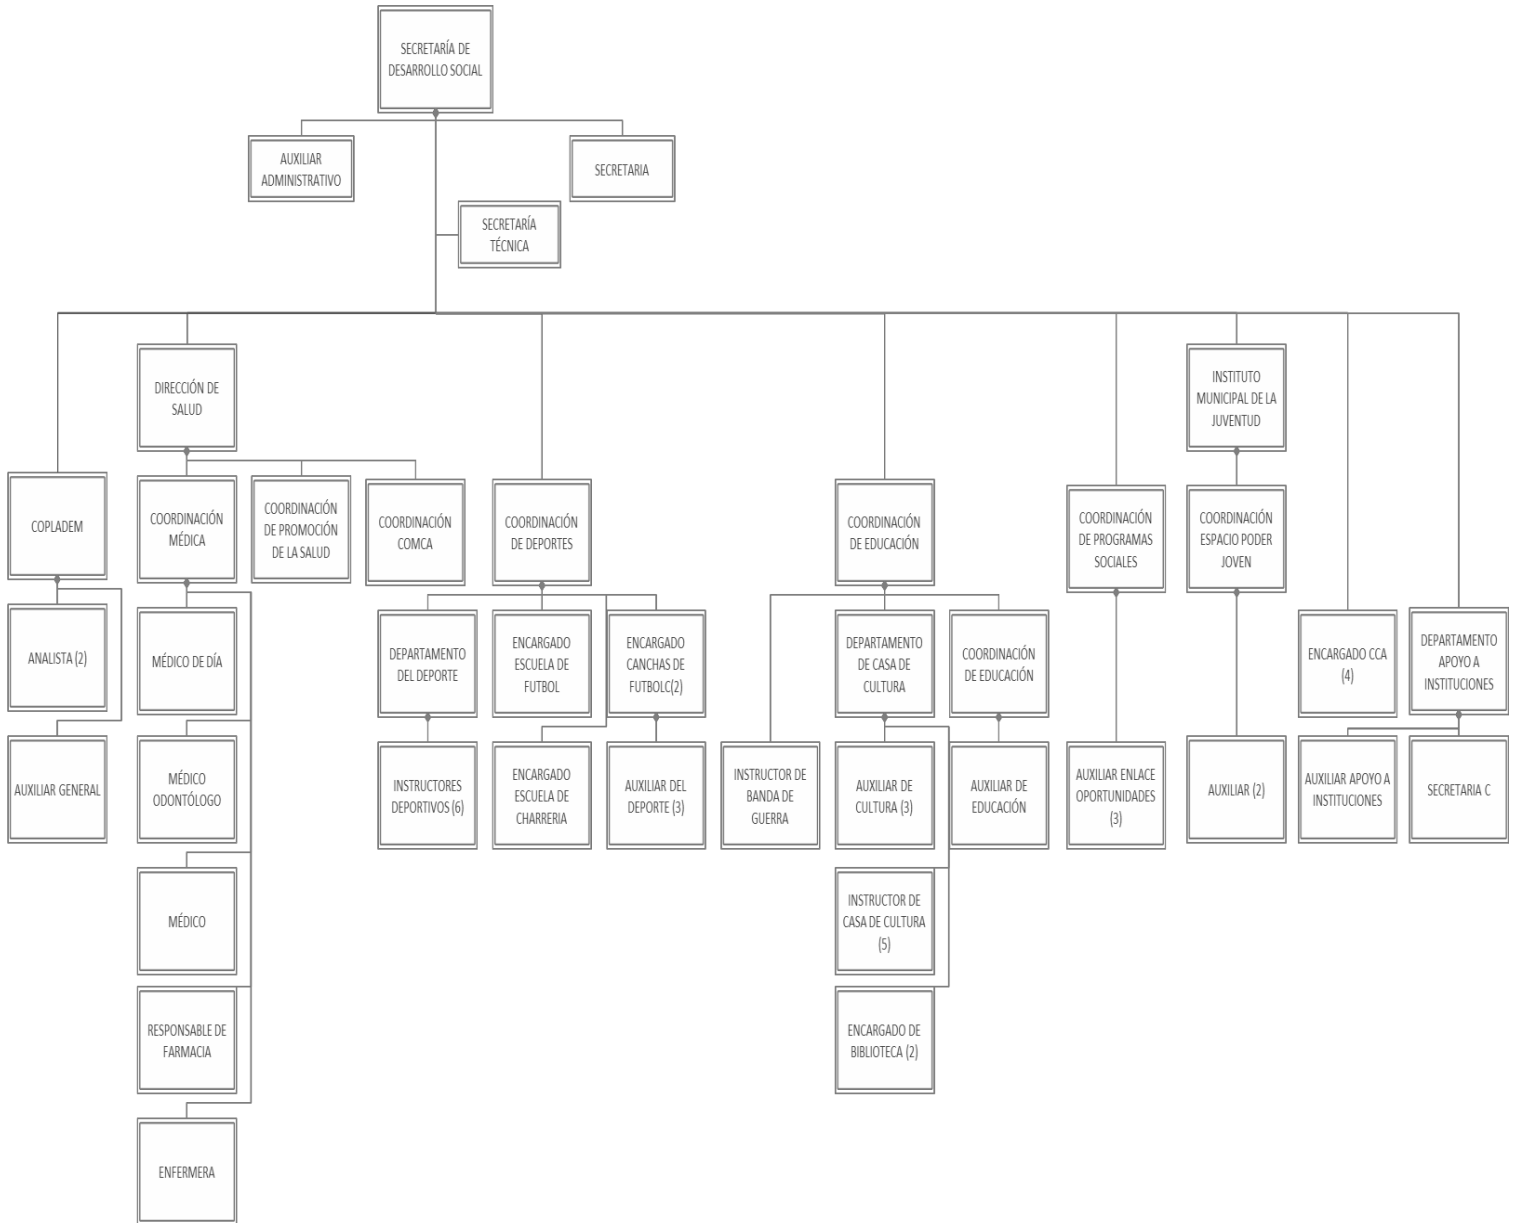 SECRETARÍA DE
DESARROLLO SOCIAL
AUXILIAR
ADMINISTRATIVO
SECRETARIA
SECRETARÍA
TÉCNICA
DIRECCIÓN DE
SALUD
INSTITUTO
MUNICIPAL DE LA
JUVENTUD
COPLADEM
COORDINACIÓN
MÉDICA
COORDINACIÓN
DE PROMOCIÓN
DE LA SALUD
COORDINACIÓN
COMCA
COORDINACIÓN
DE DEPORTES
COORDINACIÓN
DE EDUCACIÓN
COORDINACIÓN
DE PROGRAMAS
SOCIALES
COORDINACIÓN
ESPACIO PODER
JOVEN
ANALISTA (2)
MÉDICO DE DÍA
DEPARTAMENTO
DEL DEPORTE
ENCARGADO
ESCUELA DE
FUTBOL
ENCARGADO
CANCHAS DE
FUTBOLC(2)
DEPARTAMENTO
DE CASA DE
CULTURA
COORDINACIÓN
DE EDUCACIÓN
ENCARGADO CCA
(4)
DEPARTAMENTO
APOYO A
INSTITUCIONES
AUXILIAR GENERAL
MÉDICO
ODONTÓLOGO
INSTRUCTORES
DEPORTIVOS (6)
ENCARGADO
ESCUELA DE
CHARRERIA
AUXILIAR DEL
DEPORTE (3)
INSTRUCTOR DE
BANDA DE
GUERRA
AUXILIAR DE
CULTURA (3)
AUXILIAR DE
EDUCACIÓN
AUXILIAR ENLACE
OPORTUNIDADES
(3)
AUXILIAR (2)
AUXILIAR APOYO A
INSTITUCIONES
SECRETARIA C
MÉDICO
INSTRUCTOR DE
CASA DE CULTURA
(5)
RESPONSABLE DE
FARMACIA
ENCARGADO DE
BIBLIOTECA (2)
ENFERMERA